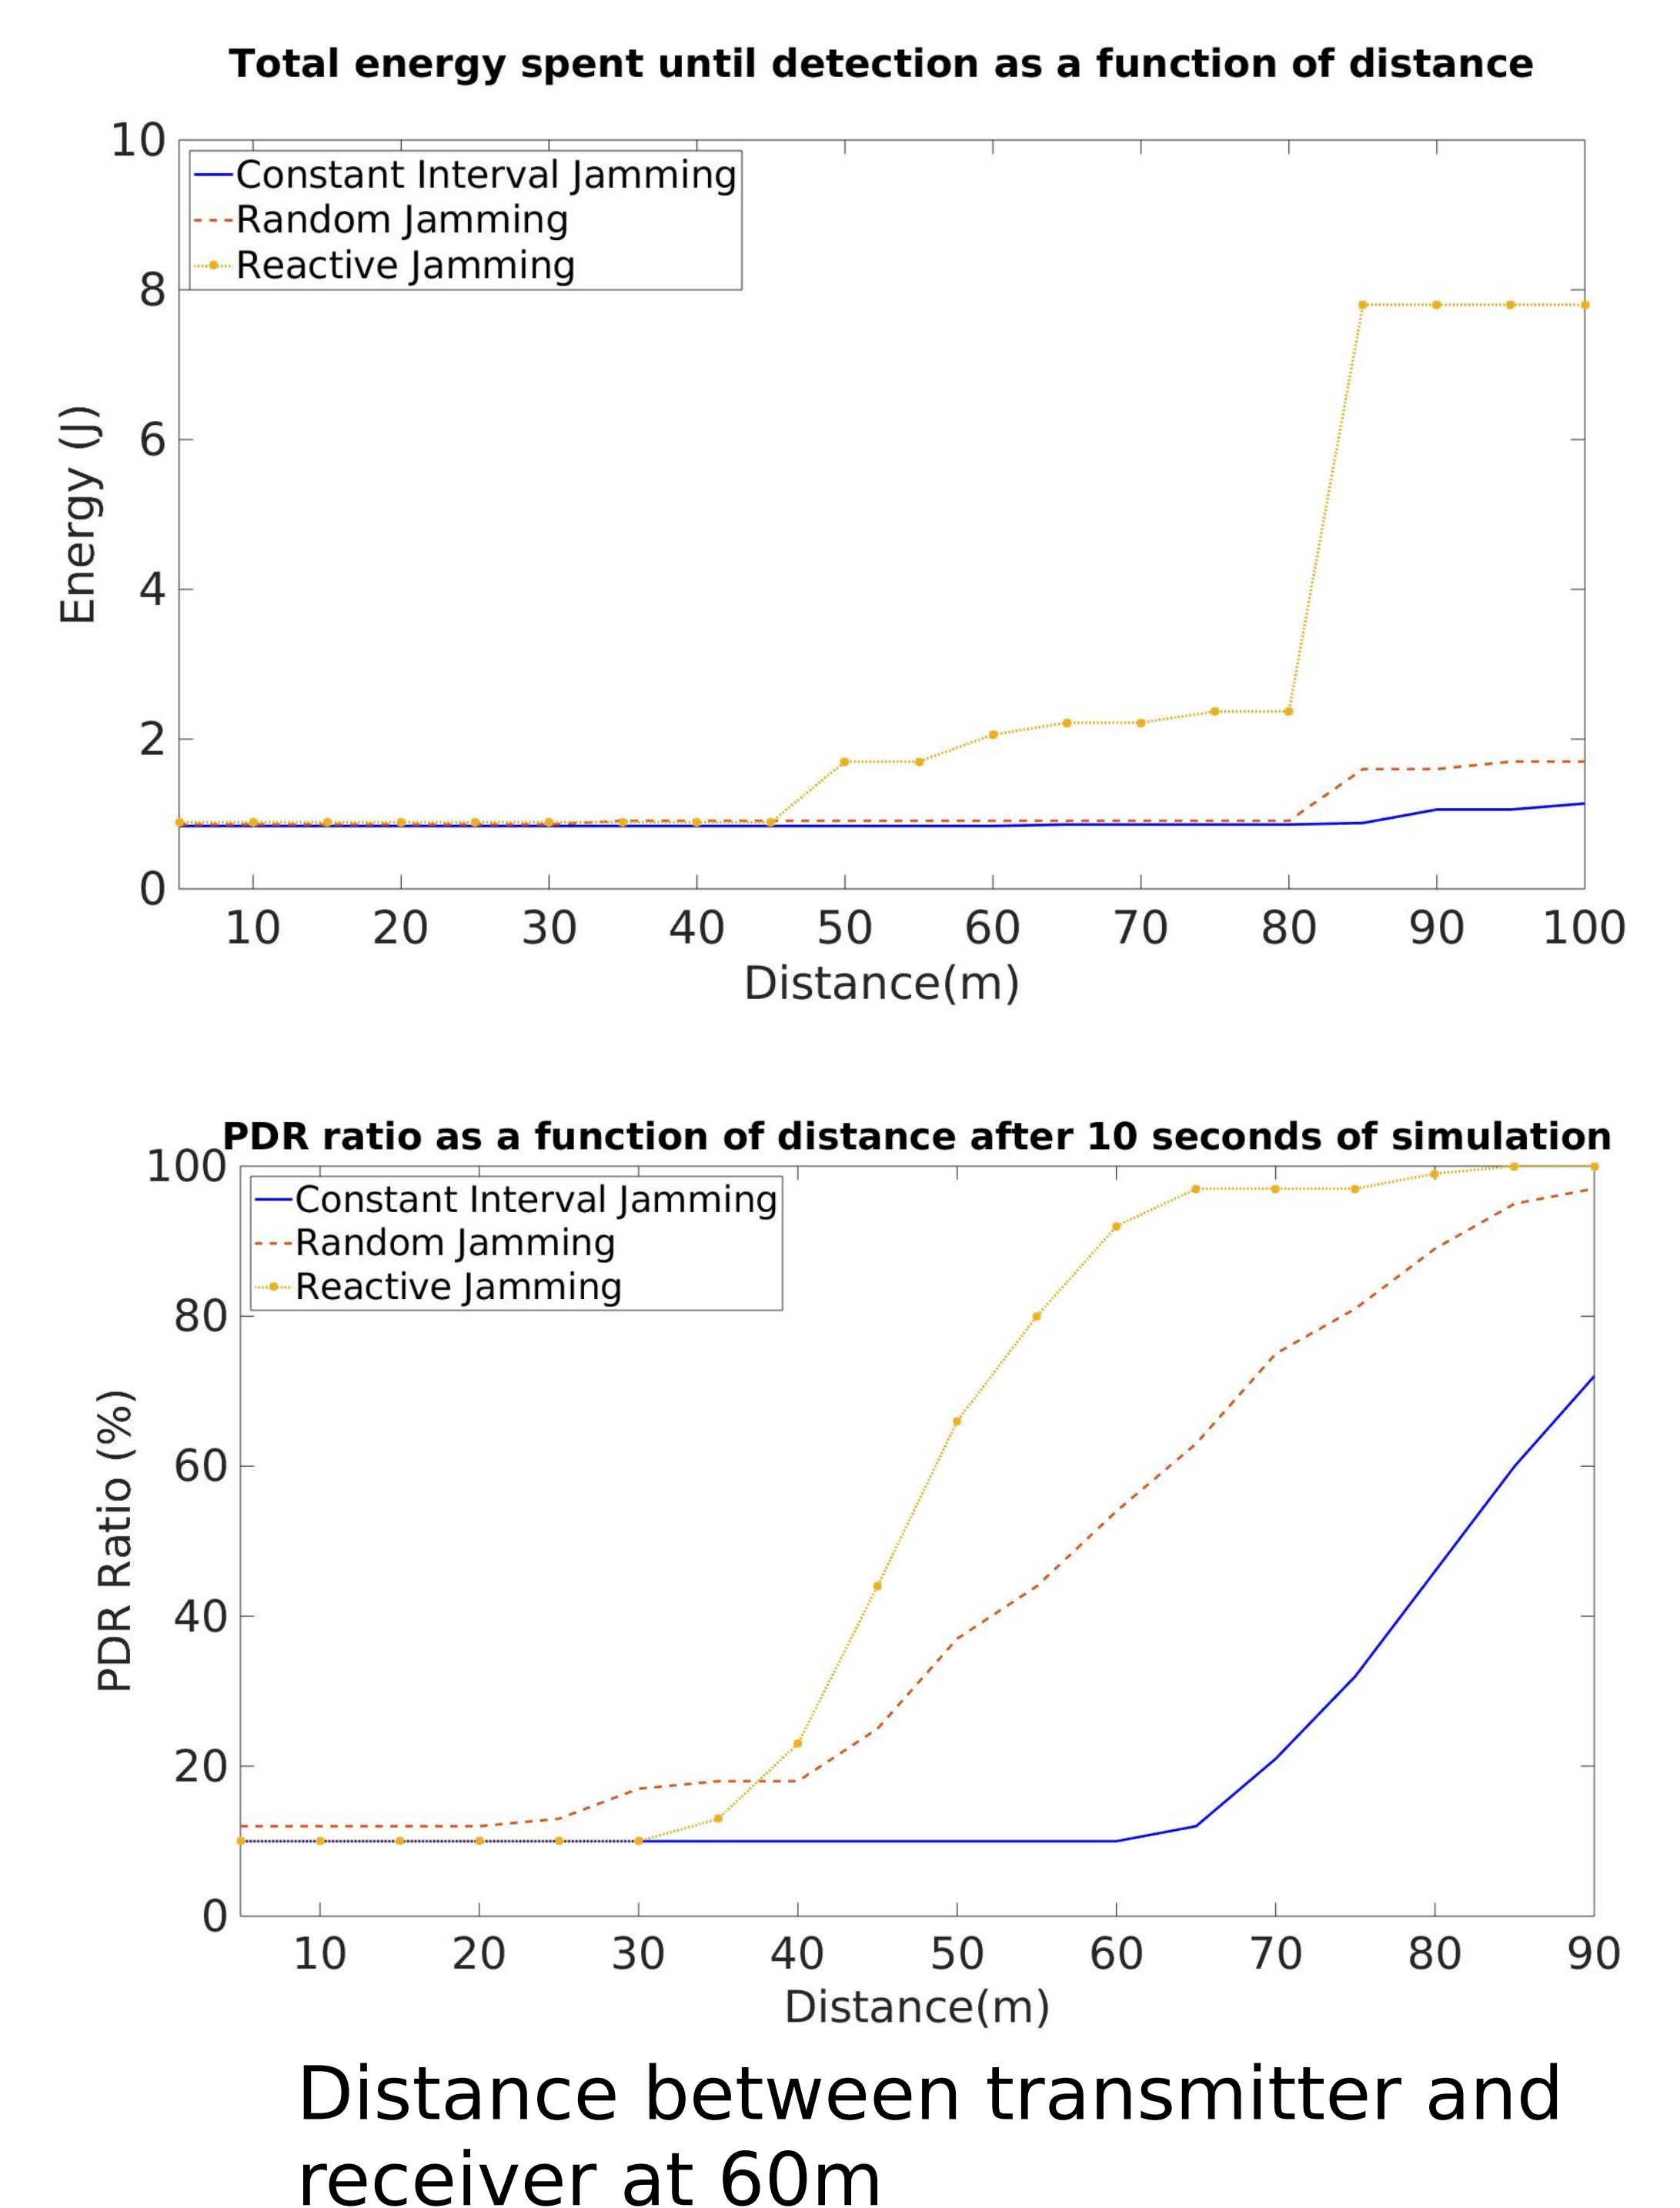 Total energy spent until detection as a function of distance
10
8
6
4
2
0
Energy (J)
Constant Interval Jamming
Random Jamming
Reactive Jamming
10 20 30 40 50 60 70 80 90 100
Distance(m)
PDR ratio as a function of distance after 10 seconds of simulation
100
80
60
40
20
0
PDR Ratio (%)
Constant Interval Jamming
Random Jamming
Reactive Jamming
10 20 30 40 50 60 70 80 90
Distance(m)
Distance between transmitter and
receiver at 60m